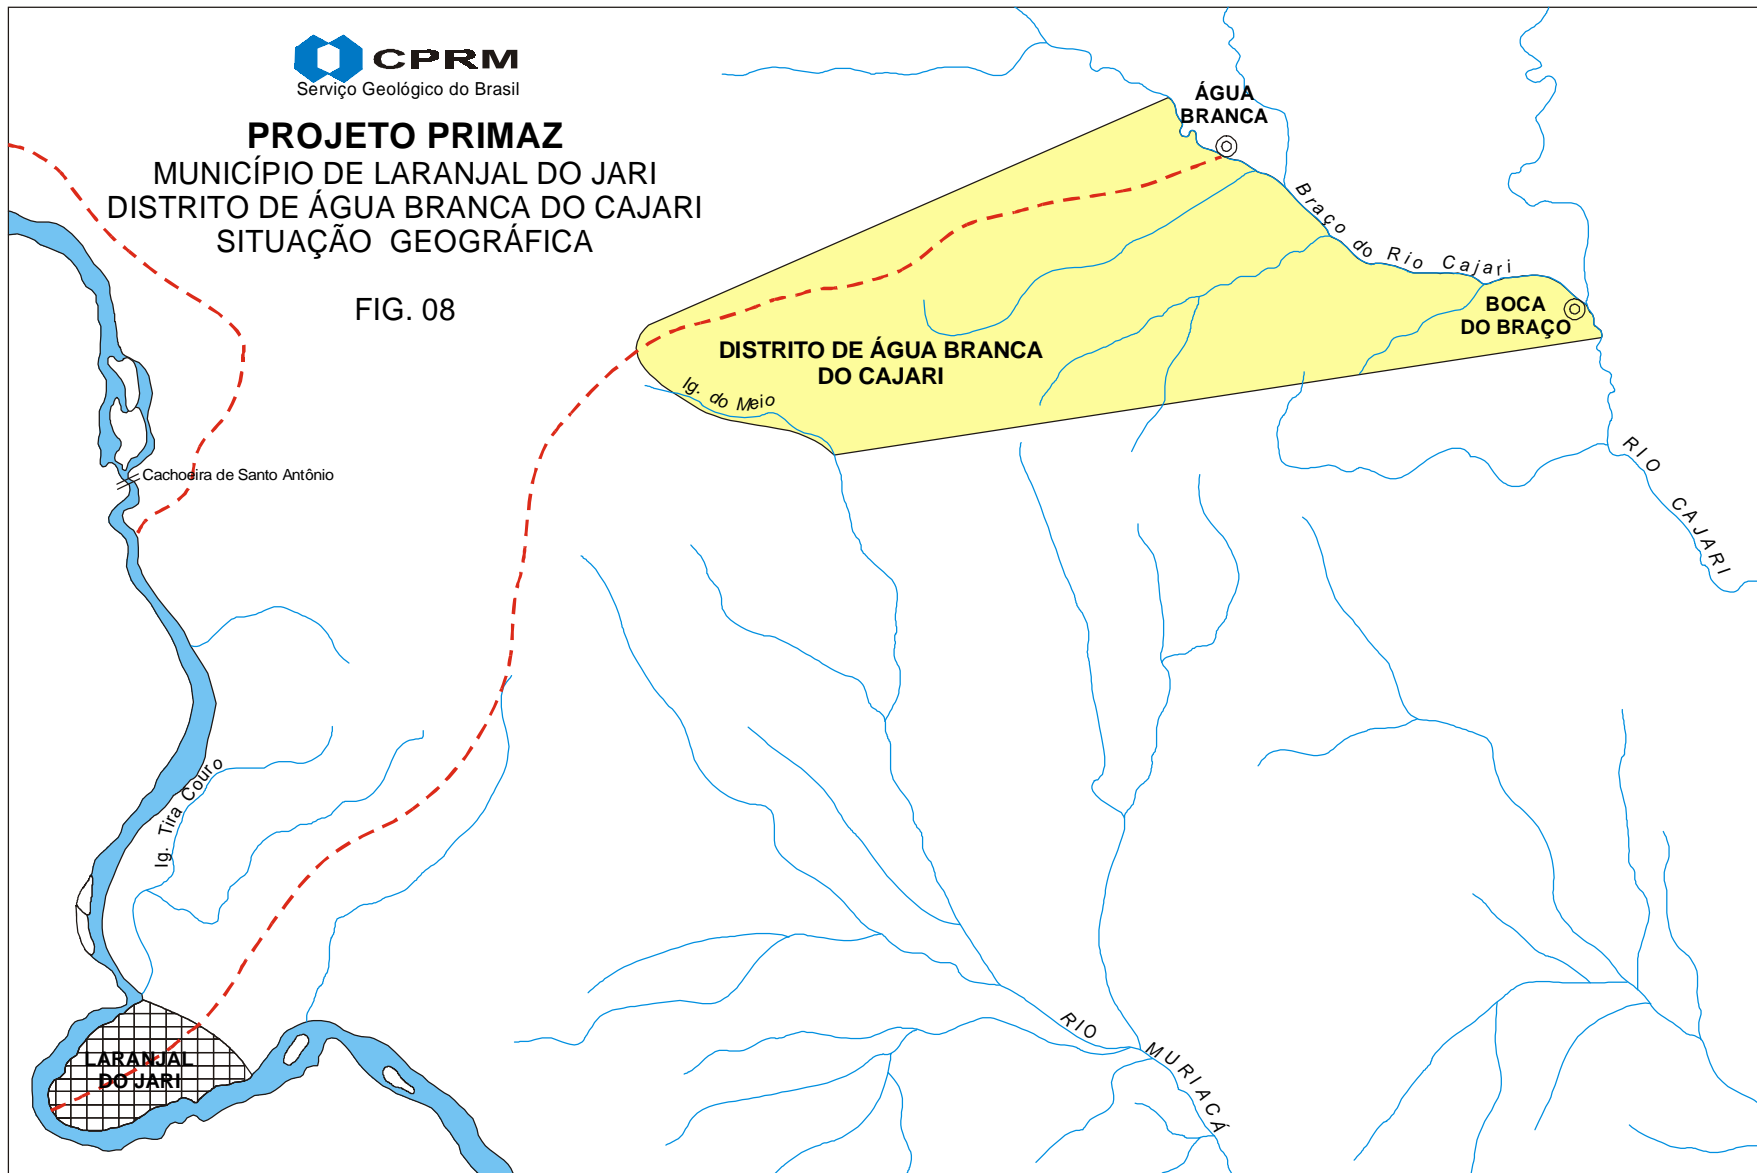 CPRM
Serviço Geológico do Brasil
PROJETO PRIMAZ
MUNICÍPIO DE LARANJAL DO JARI
DISTRITO DE ÁGUA BRANCA DO CAJARI
SITUAÇÃO GEOGRÁFICA
FIG. 08
ÁGUA
BRANCA
Braço do Rio Cajari
BOCA
DO BRAÇO
DISTRITO DE ÁGUA BRANCA
DO CAJARI
Ig. do Meio
RIO CAJARI
Cachoeira de Santo Antônio
Ig. Tira Couro
RIO MURIACÁ
LARANJAL
DO JARI